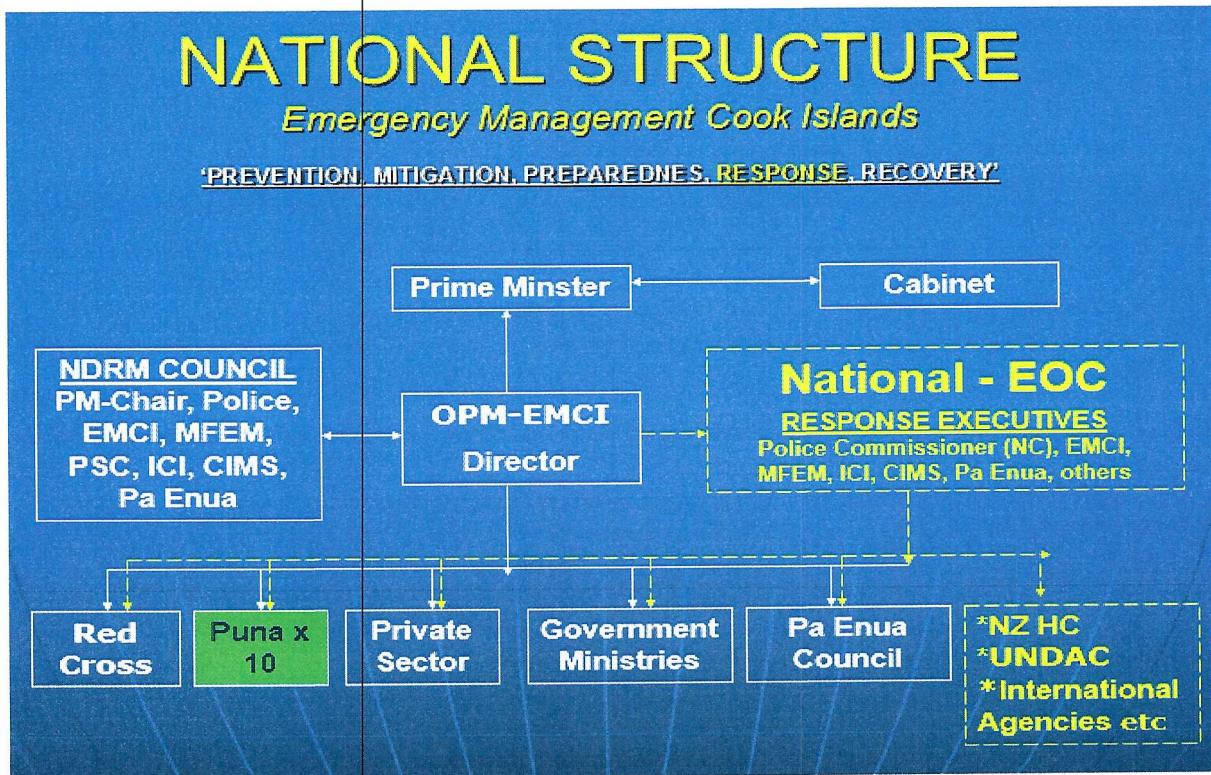 NATIONAL STRUCTURE
Emergency Management Cook Islands
'PREVENTION, MITIGATION, PREPAREDNES, RESPONSE, RECOVERY'
Prime Minster
Cabinet
NDRM COUNCIL
PM-Chair, Police,
EMCI, MFEM,
PSC, ICI, CIMS,
Pa Enua
OPM-EMCI
Director
National - EOC
RESPONSE EXECUTIVES
Police Commissioner (NC), EMCI,
MFEM, ICI, CIMS, Pa Enua, others
Red
Cross
Puna x
10
Private
Sector
Government
Ministries
Pa Enua
Council
*NZ HC
*UNDAC
*International
Agencies etc